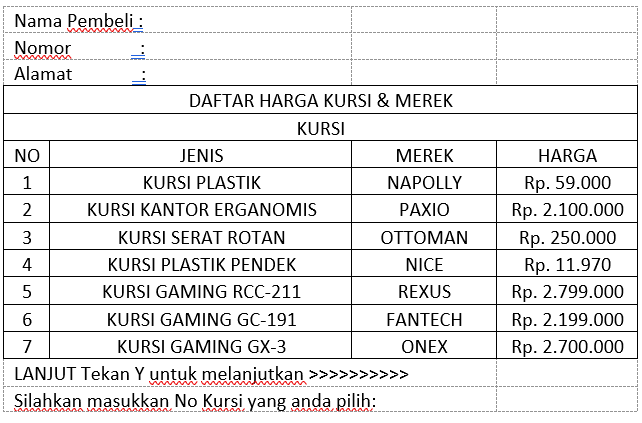 Nama Pembeli :
Nomor :
Alamat :
DAFTAR HARGA KURSI & MEREK
KURSI
NO JENIS MEREK HARGA
1 KURSI PLASTIK NAPOLLY Rp. 59.000
2 KURSI KANTOR ERGANOMIS PAXIO Rp. 2.100.000
3 KURSI SERAT ROTAN OTTOMAN Rp. 250.000
4 KURSI PLASTIK PENDEK NICE Rp. 11.970
5 KURSI GAMING RCC-211 REXUS Rp. 2.799.000
6 KURSI GAMING GC-191 FANTECH Rp. 2.199.000
7 KURSI GAMING GX-3 ONEX Rp. 2.700.000
LANJUT Tekan Y untuk melanjutkan >>>>>>>>>>
Silahkan masukkan No Kursi yang anda pilih: